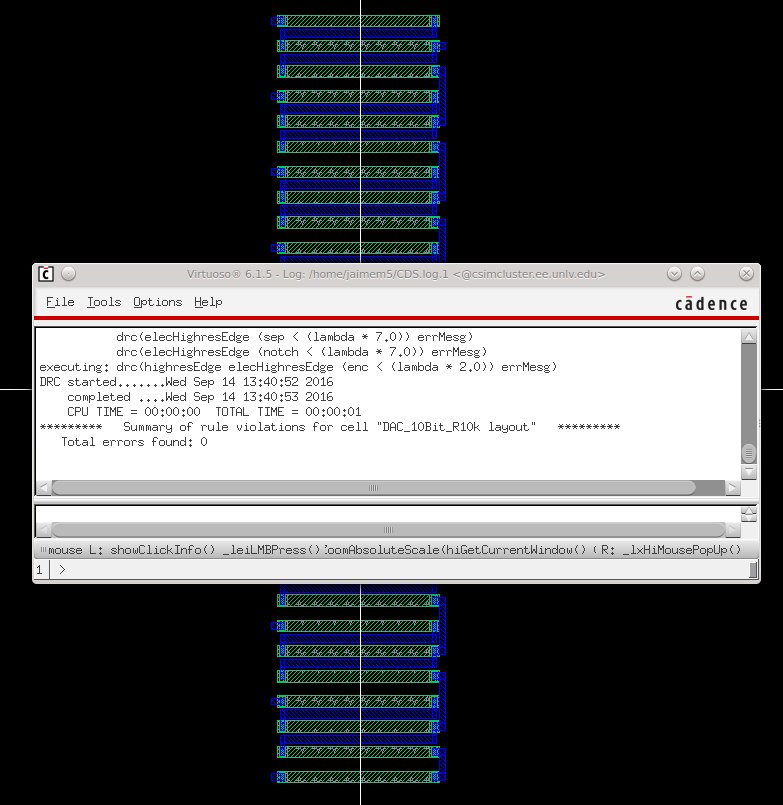 Virtuoso® 6.1.5 - Log: /home/jaimem5/CDS.log.1 <@csimcluster.ee.unlv.edu>
File Tools Options Help
cādence
drc(elecHighresEdge (sep < (lambda * 7.0)) errMesg)
drc(elecHighresEdge (notch < (lambda * 7.0)) errMesg)
executing: drc(highresEdge elecHighresEdge (enc < (lambda * 2.0)) errMesg)
DRC started.......Wed Sep 14 13:40:52 2016
completed ....Wed Sep 14 13:40:53 2016
CPU TIME = 00:00:00  TOTAL TIME = 00:00:01
*********   Summary of rule violations for cell "DAC_10Bit_R10k layout"   *********
Total errors found: 0
mouse L: showClickInfo() _leiLMBPress() oomAbsoluteScale(hiGetCurrentWindow() ( R: _lxHiMousePopUp()
1 >